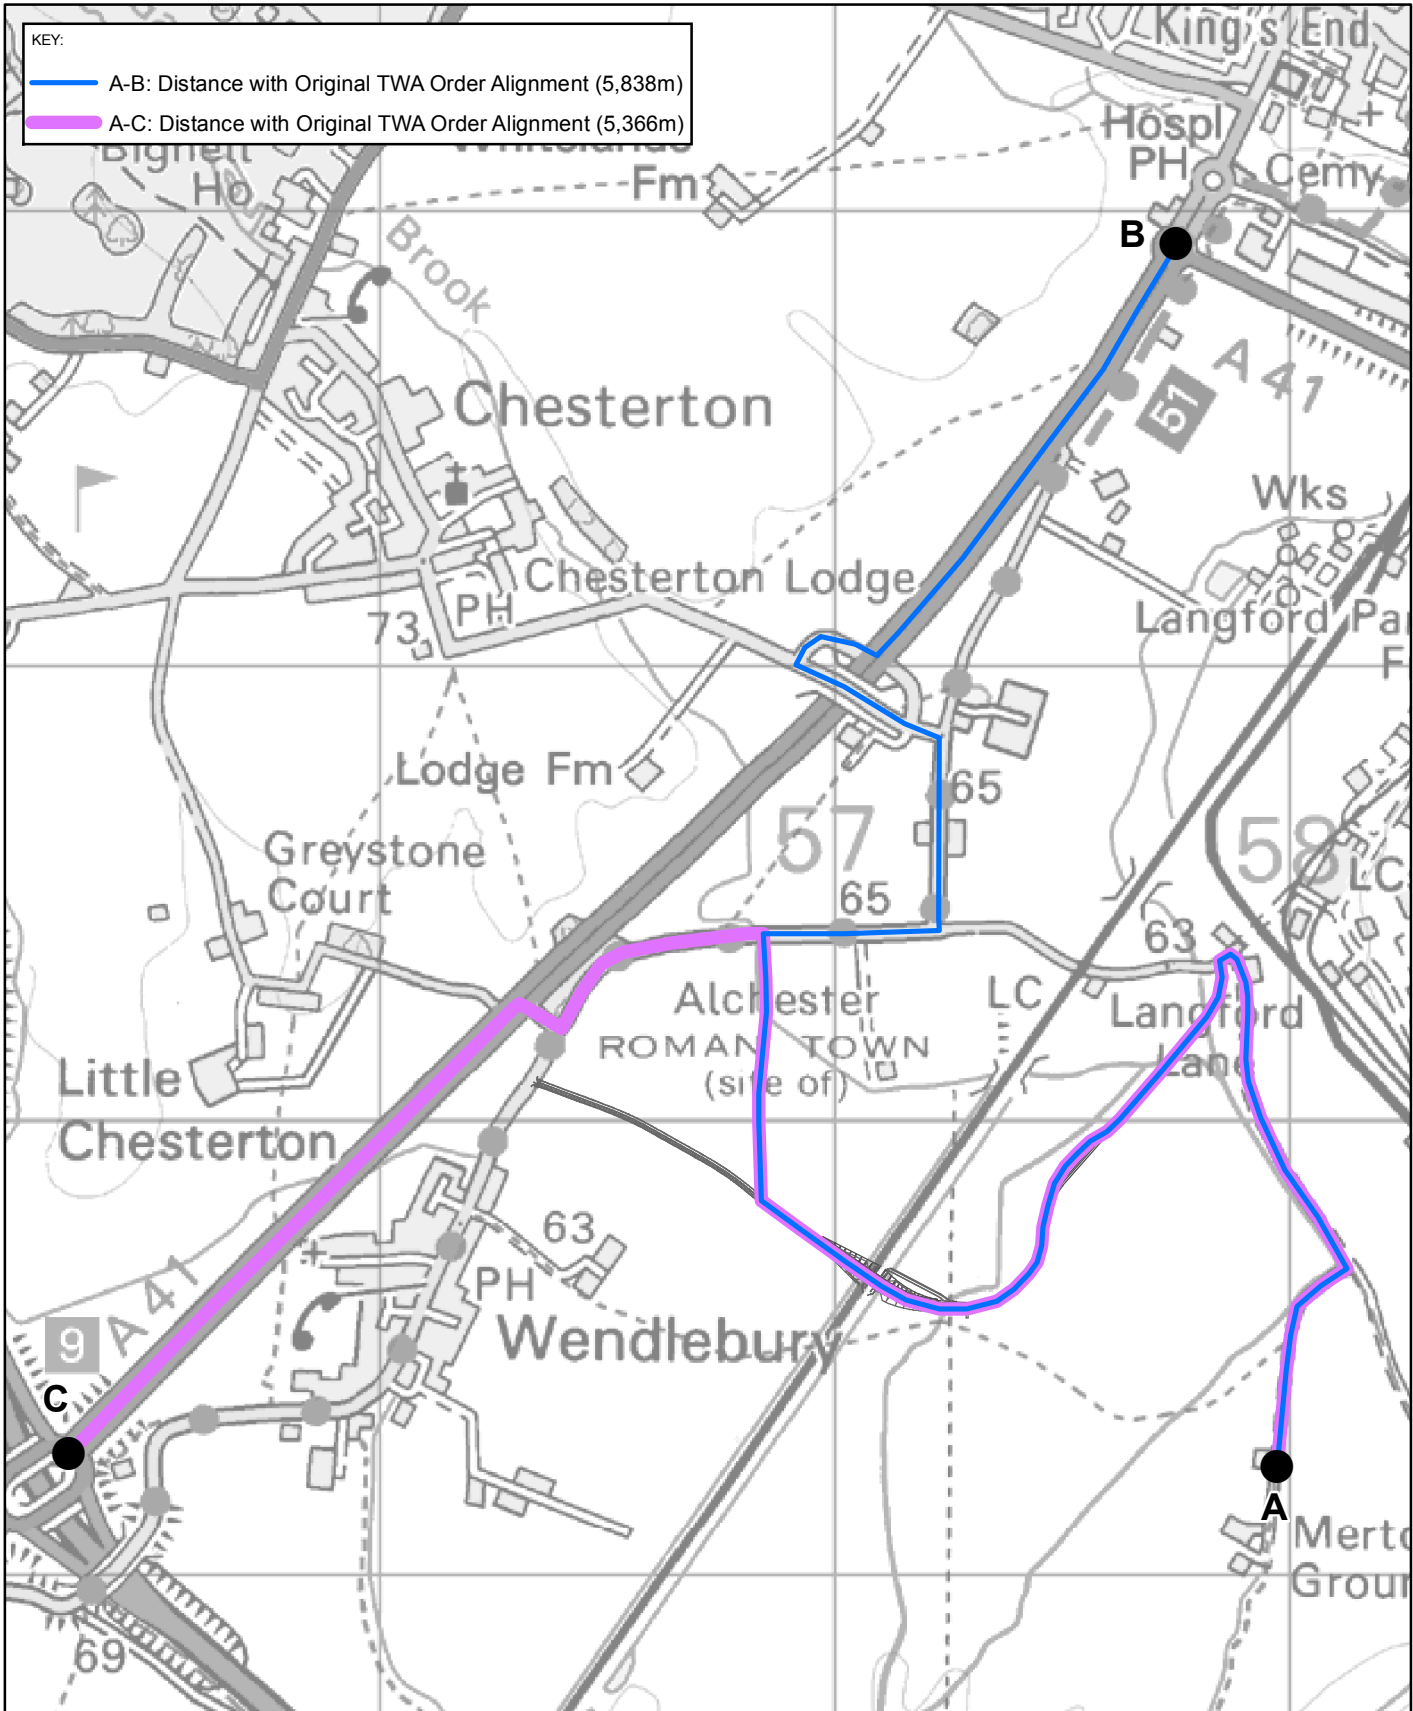 KEY:
A-B: Distance with Original TWA Order Alignment (5,838m)
A-C: Distance with Original TWA Order Alignment (5,366m)
King's End
Hospl
PH
Cemy
Ho
Fm
B
Brook
A 41
51
Chesterton
Wks
Chesterton Lodge
PH
73
Langford
Lodge Fm
65
57
58
Greystone
Court
65
LC
63
Alchester
LC
Langford
Lane
ROMAN TOWN
(site of)
Little
Chesterton
63
A 41
PH
9
Wendlebury
C
A
69